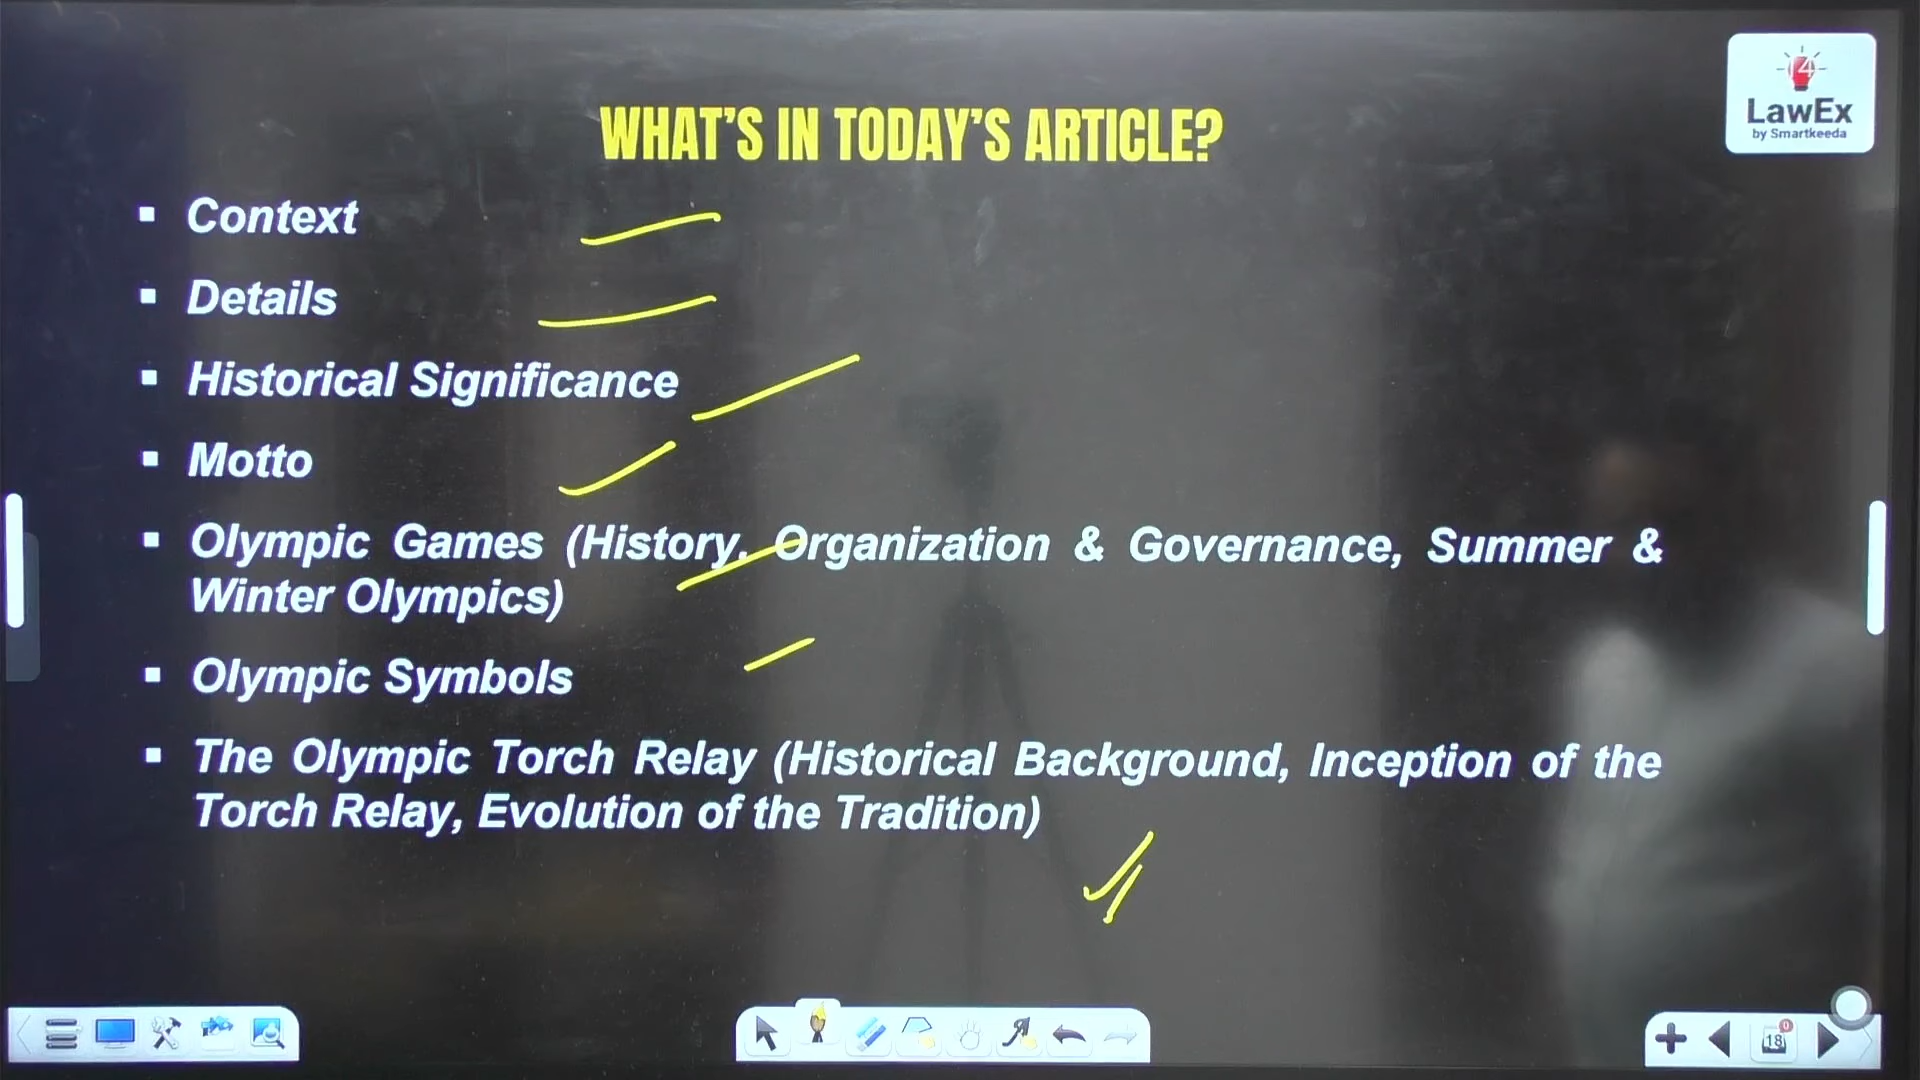 LawEx
by Smartkeeda
WHAT'S IN TODAY'S ARTICLE?
▪ Context
▪ Details
▪ Historical Significance
▪ Motto
▪ Olympic Games (History, Organization & Governance, Summer &
Winter Olympics)
▪ Olympic Symbols
▪ The Olympic Torch Relay (Historical Background, Inception of the
Torch Relay, Evolution of the Tradition)
0
18